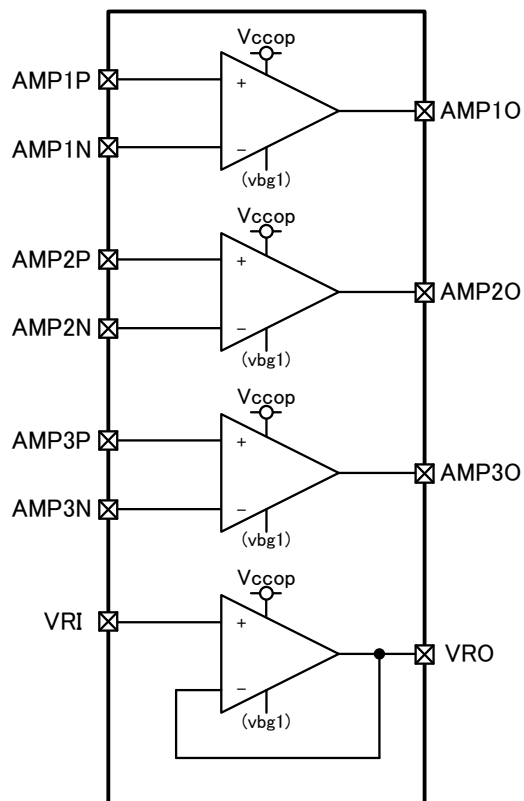 Vccop
AMP1P
+
AMP1O
AMP1N
−
(vbg1)
Vccop
AMP2P
+
AMP2O
AMP2N
−
(vbg1)
Vccop
AMP3P
+
AMP3O
AMP3N
−
(vbg1)
Vccop
VRI
+
VRO
−
(vbg1)